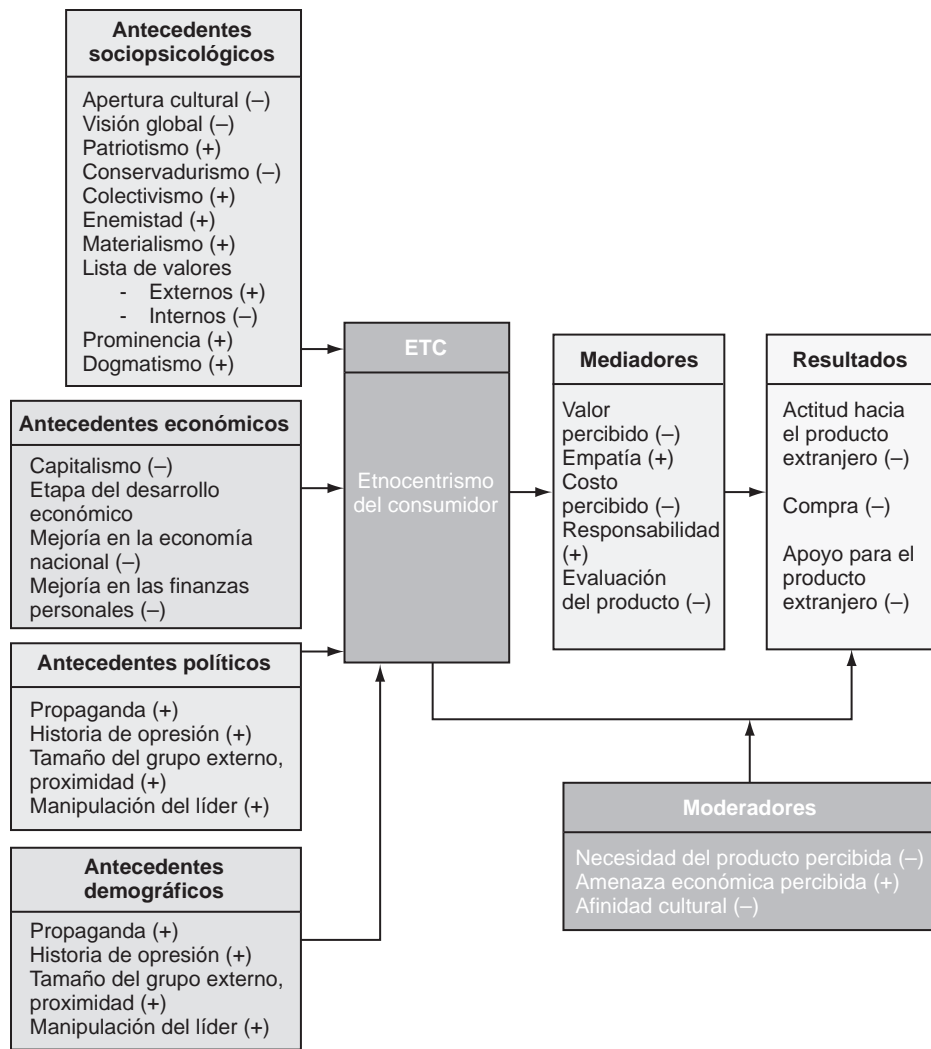 Antecedentes
sociopsicológicos
Apertura cultural (–)
Visión global (–)
Patriotismo (+)
Conservadurismo (–)
Colectivismo (+)
Enemistad (+)
Materialismo (+)
Lista de valores
- Externos (+)
- Internos (–)
Prominencia (+)
Dogmatismo (+)
Antecedentes económicos
Capitalismo (–)
Etapa del desarrollo
económico
Mejoría en la economía
nacional (–)
Mejoría en las finanzas
personales (–)
Antecedentes políticos
Propaganda (+)
Historia de opresión (+)
Tamaño del grupo externo,
proximidad (+)
Manipulación del líder (+)
Antecedentes
demográficos
Propaganda (+)
Historia de opresión (+)
Tamaño del grupo externo,
proximidad (+)
Manipulación del líder (+)
ETC
Etnocentrismo
del consumidor
Mediadores
Valor
percibido (–)
Empatía (+)
Costo
percibido (–)
Responsabilidad
(+)
Evaluación
del producto (–)
Resultados
Actitud hacia
el producto
extranjero (–)
Compra (–)
Apoyo para el
producto
extranjero (–)
Moderadores
Necesidad del producto percibida (–)
Amenaza económica percibida (+)
Afinidad cultural (–)